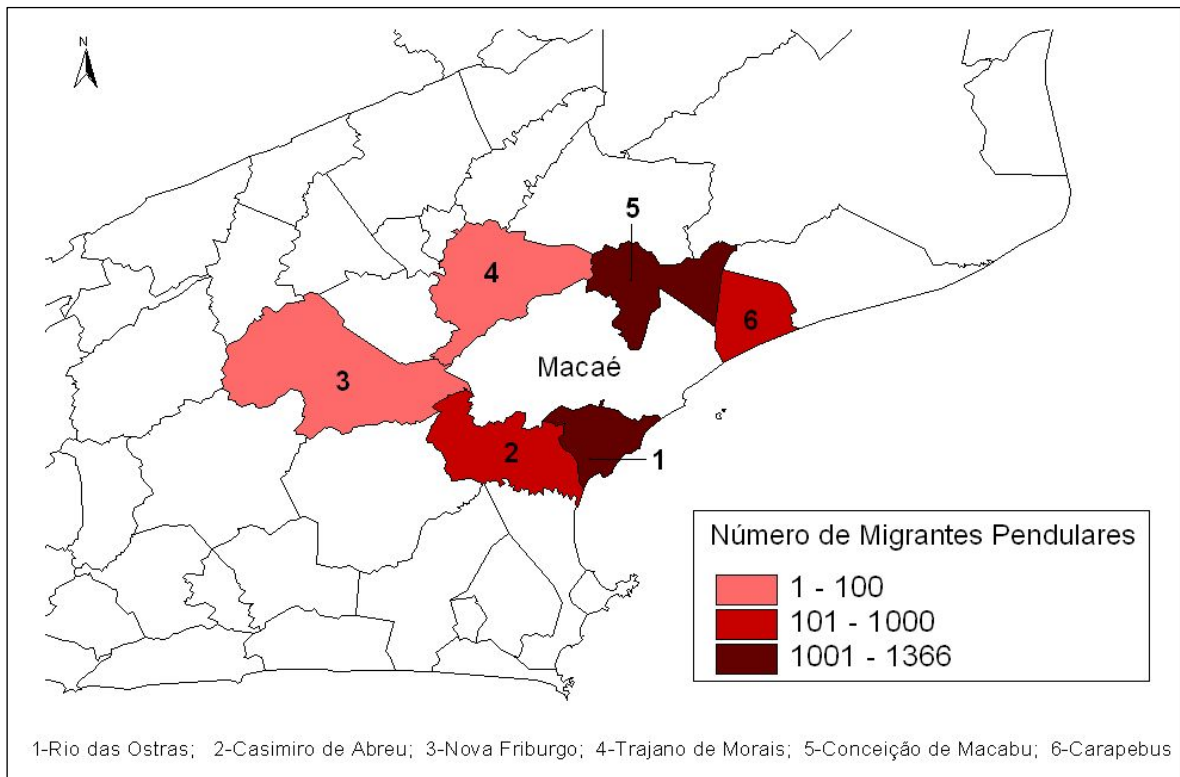 N
5
4
6
Macaé
3
2
1
Número de Migrantes Pendulares
1 - 100
101 - 1000
1001 - 1366
1-Rio das Ostras; 2-Casimiro de Abreu; 3-Nova Friburgo; 4-Trajano de Morais; 5-Conceição de Macabu; 6-Carapebus